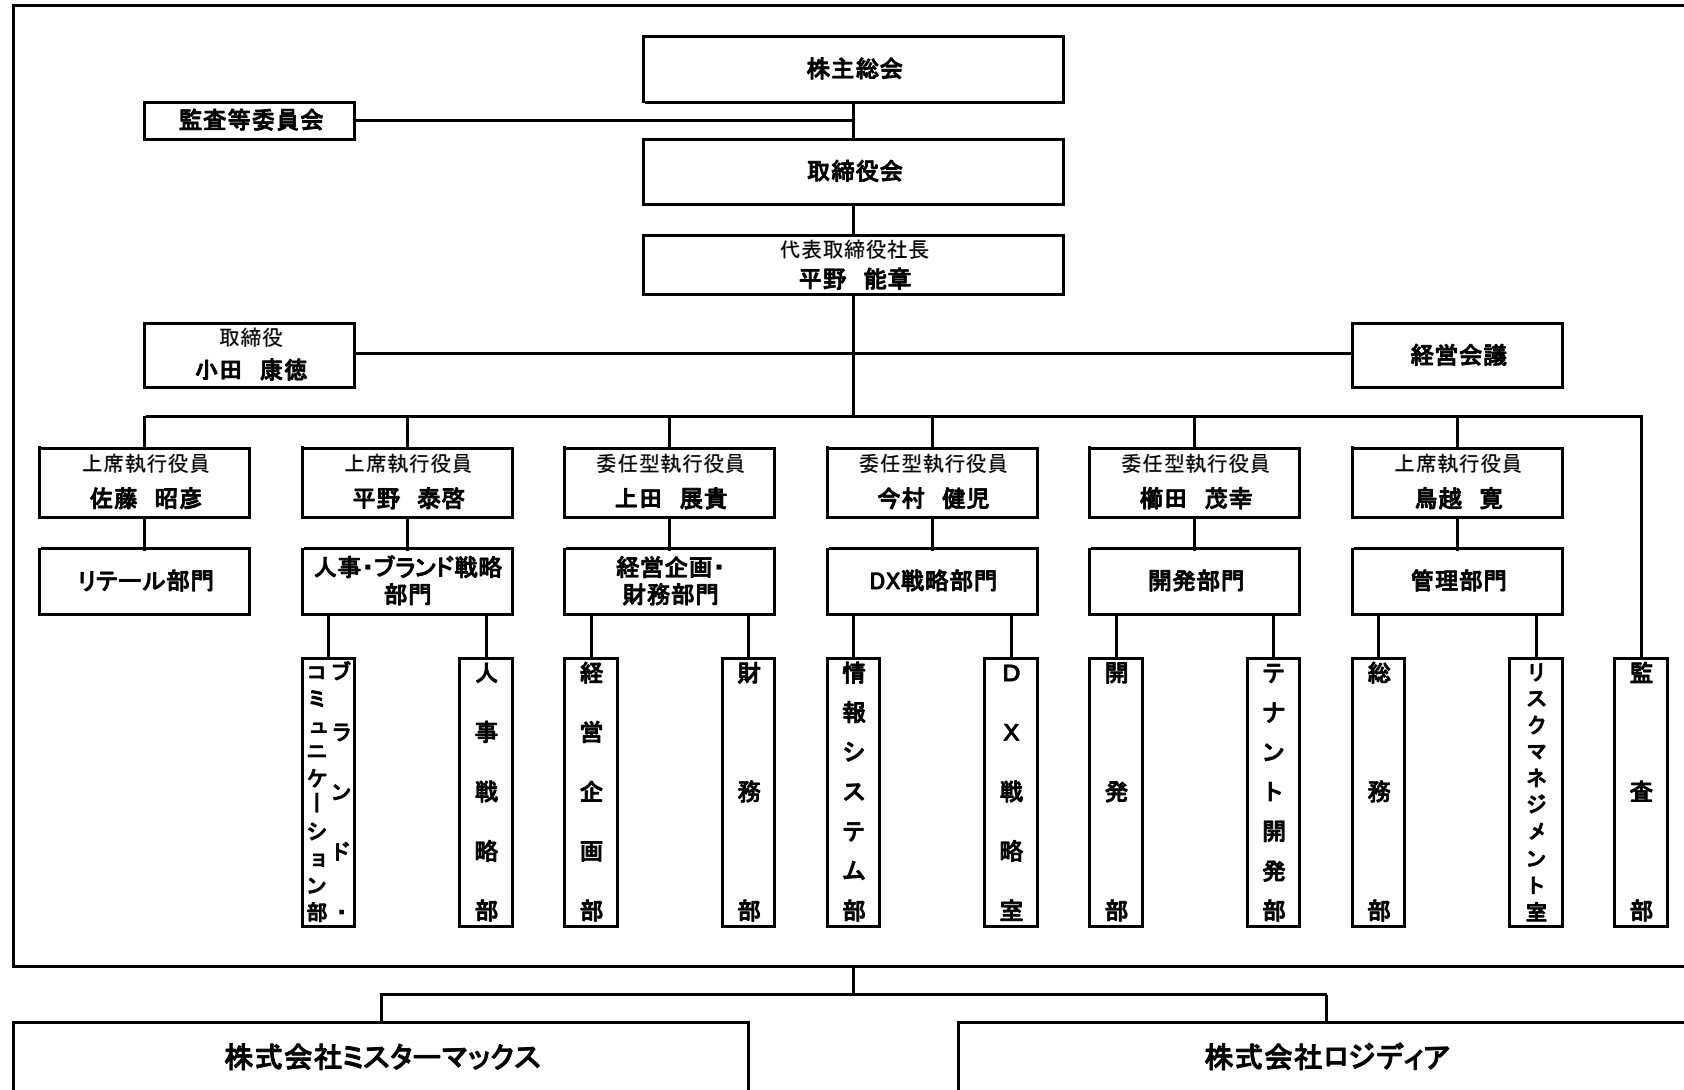 株主総会
監査等委員会
取締役会
代表取締役社長
平野　能章
取締役
小田　康徳
経営会議
上席執行役員
佐藤　昭彦
上席執行役員
平野　泰啓
委任型執行役員
上田　展貴
委任型執行役員
今村　健児
委任型執行役員
櫛田　茂幸
上席執行役員
鳥越　寛
リテール部門
人事・ブランド戦略
部門
経営企画・
財務部門
DX戦略部門
開発部門
管理部門
ブランド・
コミュニケーション部
人事戦略部
経営企画部
財務部
情報システム部
ＤＸ戦略室
開発部
テナント開発部
総務部
リスクマネジメント室
監査部
株式会社ミスターマックス
株式会社ロジディア